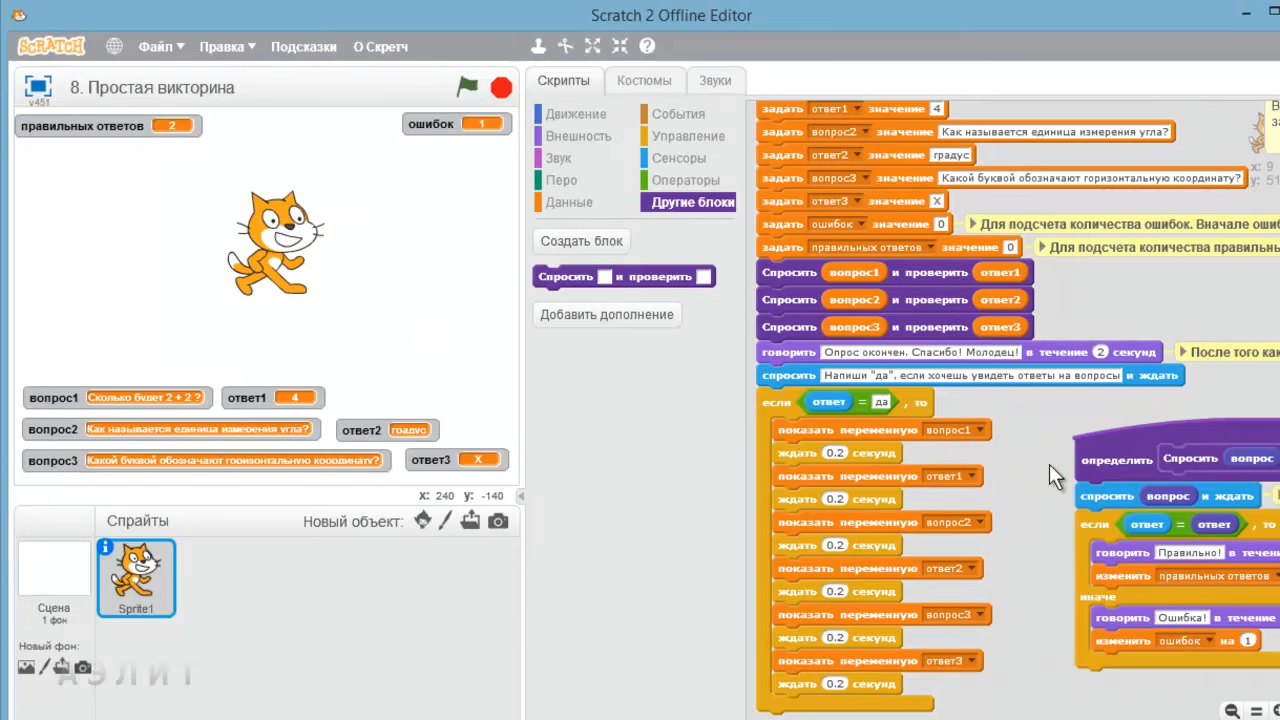 Scratch 2 Offline Editor
SCRATCH Файл Правка Подсказки О Скретч
v451
8. Простая викторина
правильных ответов 2
ошибок 1
вопрос1 Сколько будет 2 + 2 ? ответ1 4
вопрос2 Как называется единица измерения угла? ответ2 градус
вопрос3 Какой буквой обозначают горизонтальную координату? ответ3 X
x: 240 y: -140
Спрайты Новый объект:
Сцена
1 фон
Sprite1
Новый фон:
АЭЛИТ
Скрипты Костюмы Звуки
Движение События
Внешность Управление
Звук Сенсоры
Перо Операторы
Данные Другие блоки
Создать блок
Спросить и проверить
Добавить дополнение
задать ответ1 значение 4
задать вопрос2 значение Как называется единица измерения угла?
задать ответ2 значение градус
задать вопрос3 значение Какой буквой обозначают горизонтальную координату?
задать ответ3 значение X
задать ошибок значение 0 Для подсчета количества ошибок. Вначале ошиб
задать правильных ответов значение 0 Для подсчета количества правильн
Спросить вопрос1 и проверить ответ1
Спросить вопрос2 и проверить ответ2
Спросить вопрос3 и проверить ответ3
говорить Опрос окончен. Спасибо! Молодец! в течение 2 секунд После того как
спросить Напиши "да", если хочешь увидеть ответы на вопросы и ждать
если ответ = да , то
показать переменную вопрос1
ждать 0.2 секунд
показать переменную ответ1
ждать 0.2 секунд
показать переменную вопрос2
ждать 0.2 секунд
показать переменную ответ2
ждать 0.2 секунд
показать переменную вопрос3
ждать 0.2 секунд
показать переменную ответ3
ждать 0.2 секунд
определить Спросить вопрос
спросить вопрос и ждать
если ответ = ответ , то
говорить Правильно! в течени
изменить правильных ответов
иначе
говорить Ошибка! в течение
изменить ошибок на 1
x: 9